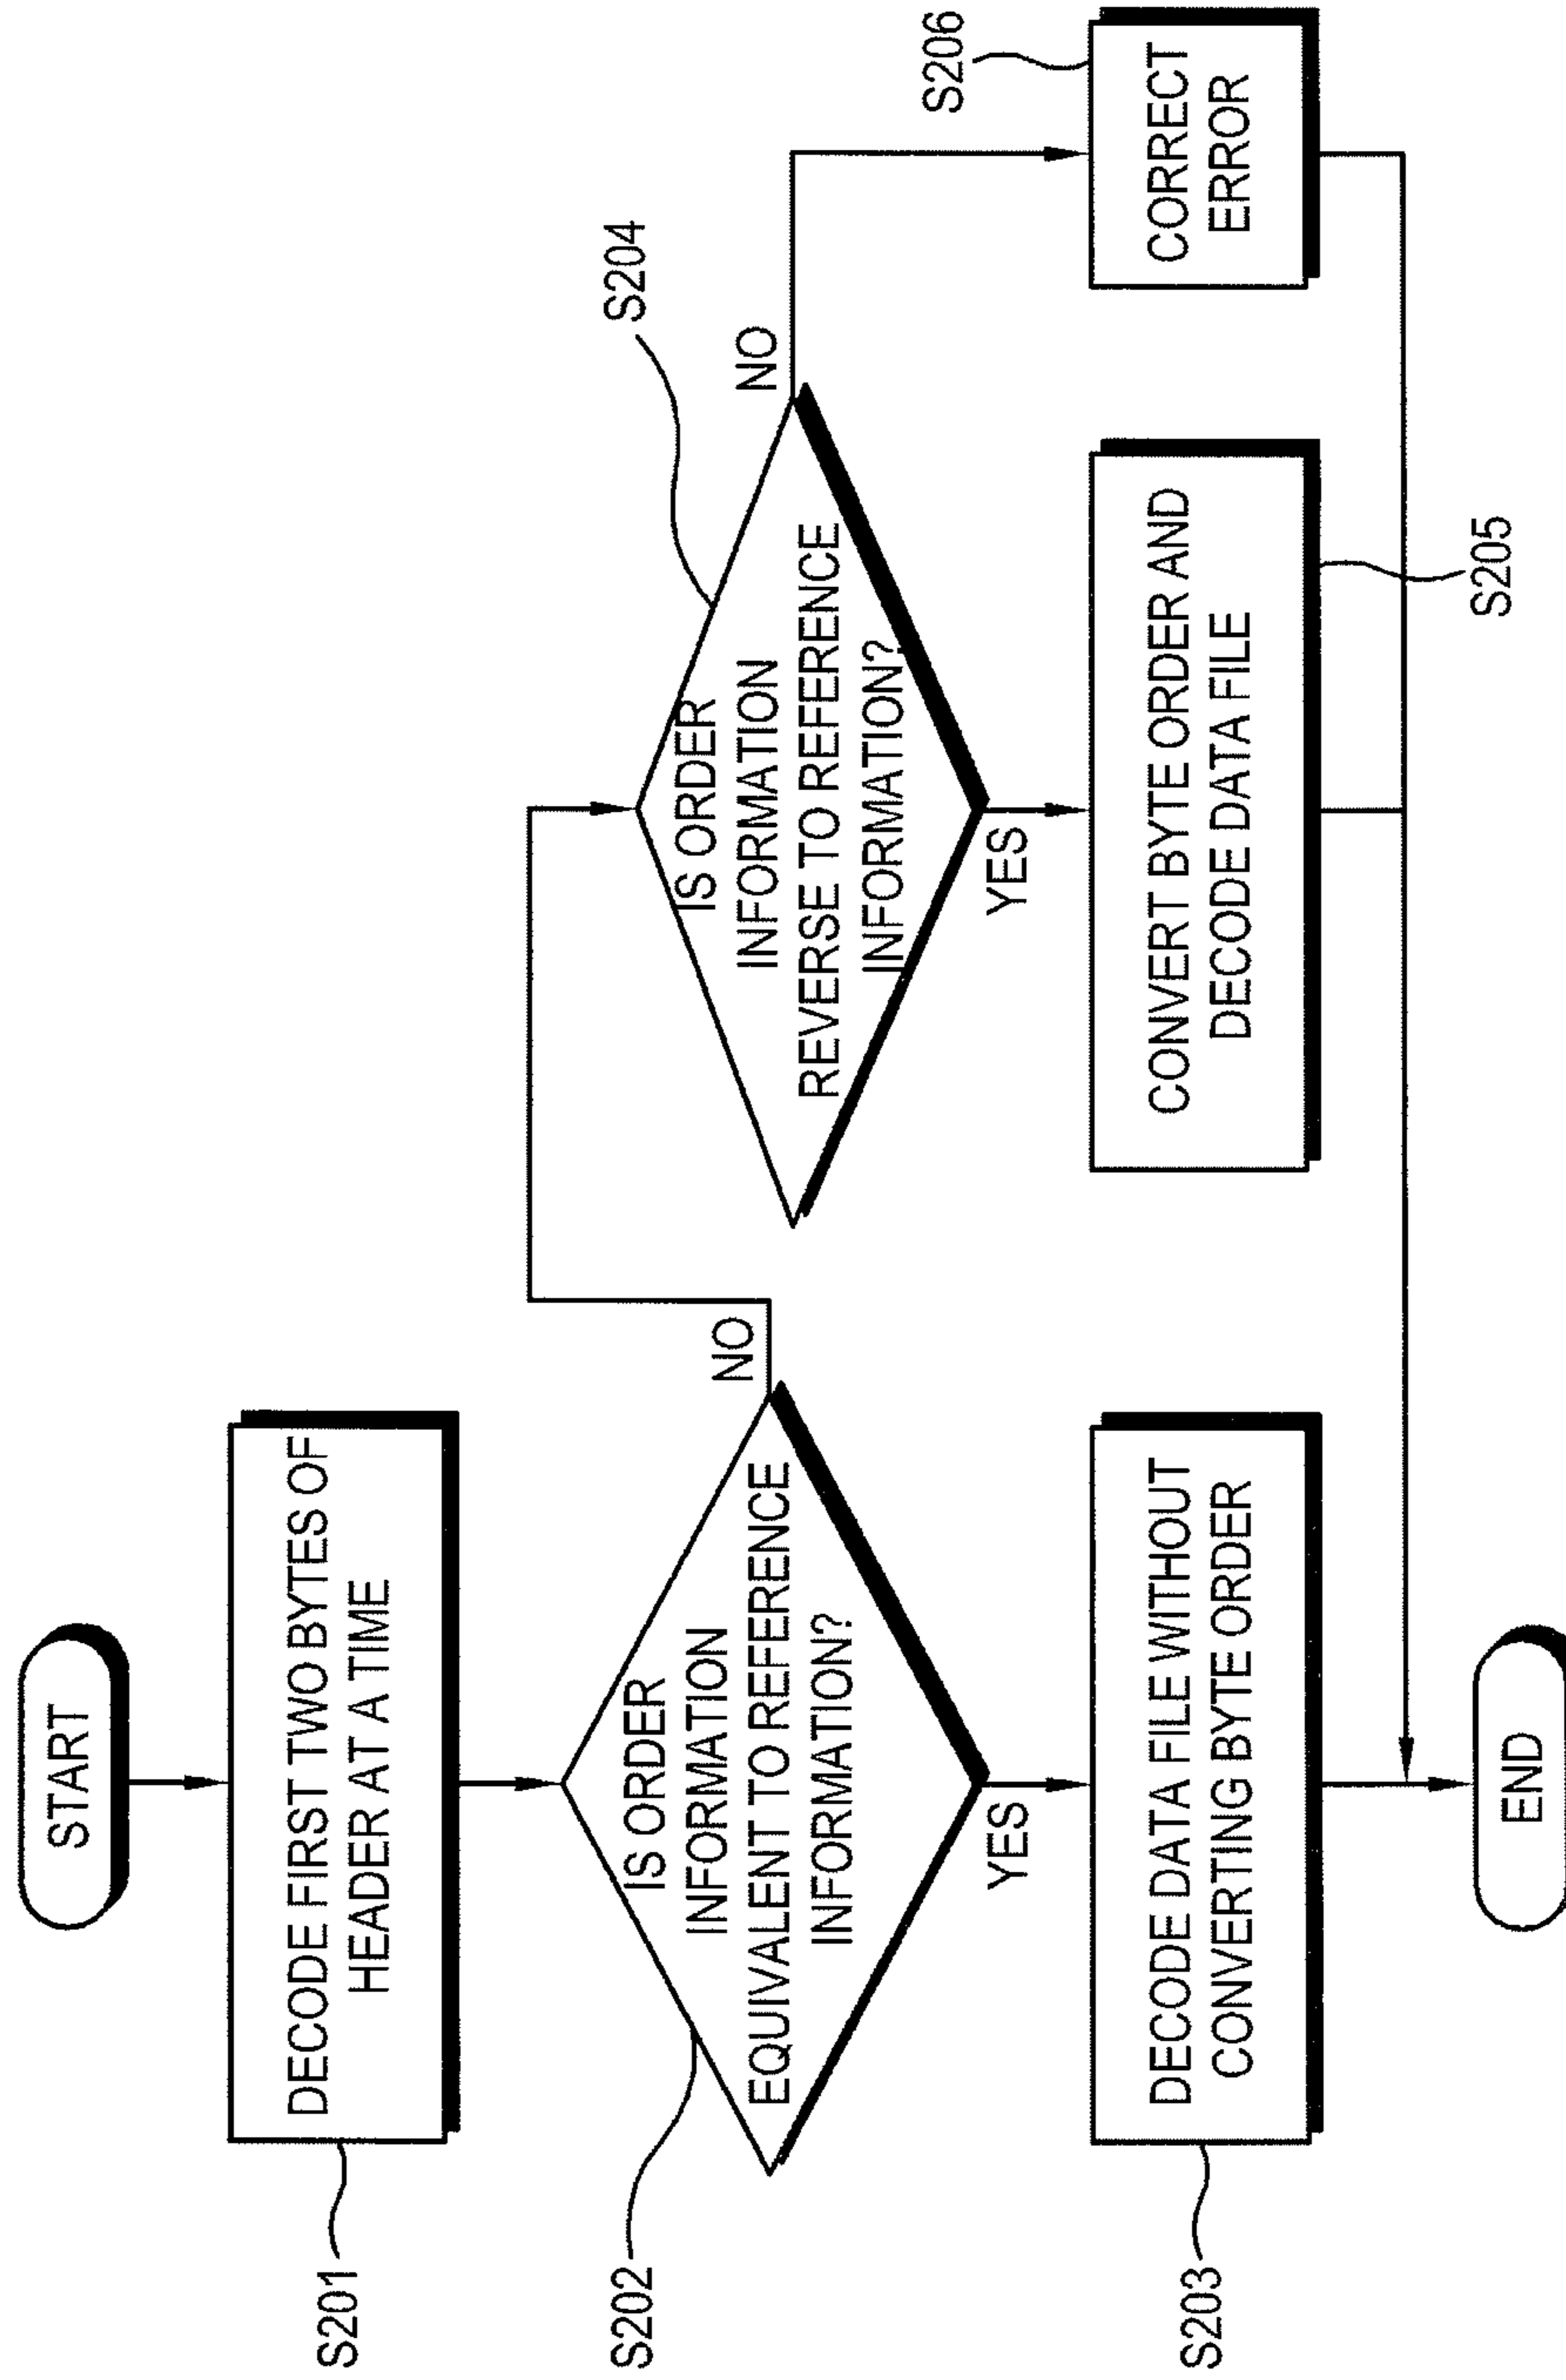 START
S201
DECODE FIRST TWO BYTES OF
HEADER AT A TIME
S202
IS ORDER
INFORMATION
EQUIVALENT TO REFERENCE
INFORMATION?
NO
YES
S203
DECODE DATA FILE WITHOUT
CONVERTING BYTE ORDER
S204
IS ORDER
INFORMATION
REVERSE TO REFERENCE
INFORMATION?
NO
YES
CONVERT BYTE ORDER AND
DECODE DATA FILE
S205
S206
CORRECT
ERROR
END